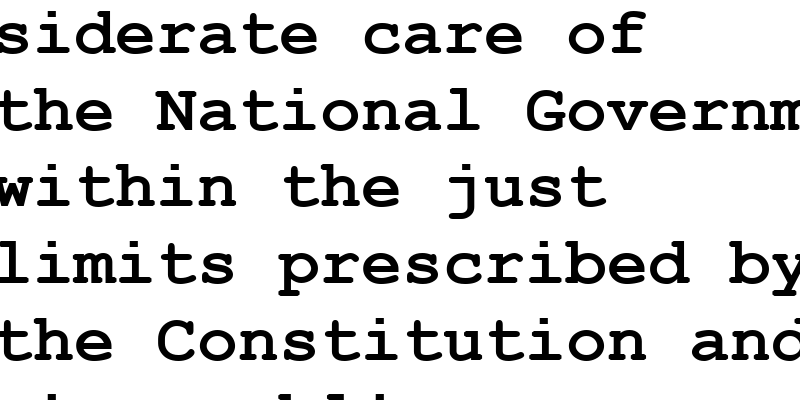 siderate care of
the National Governm
within the just
limits prescribed by
the Constitution and